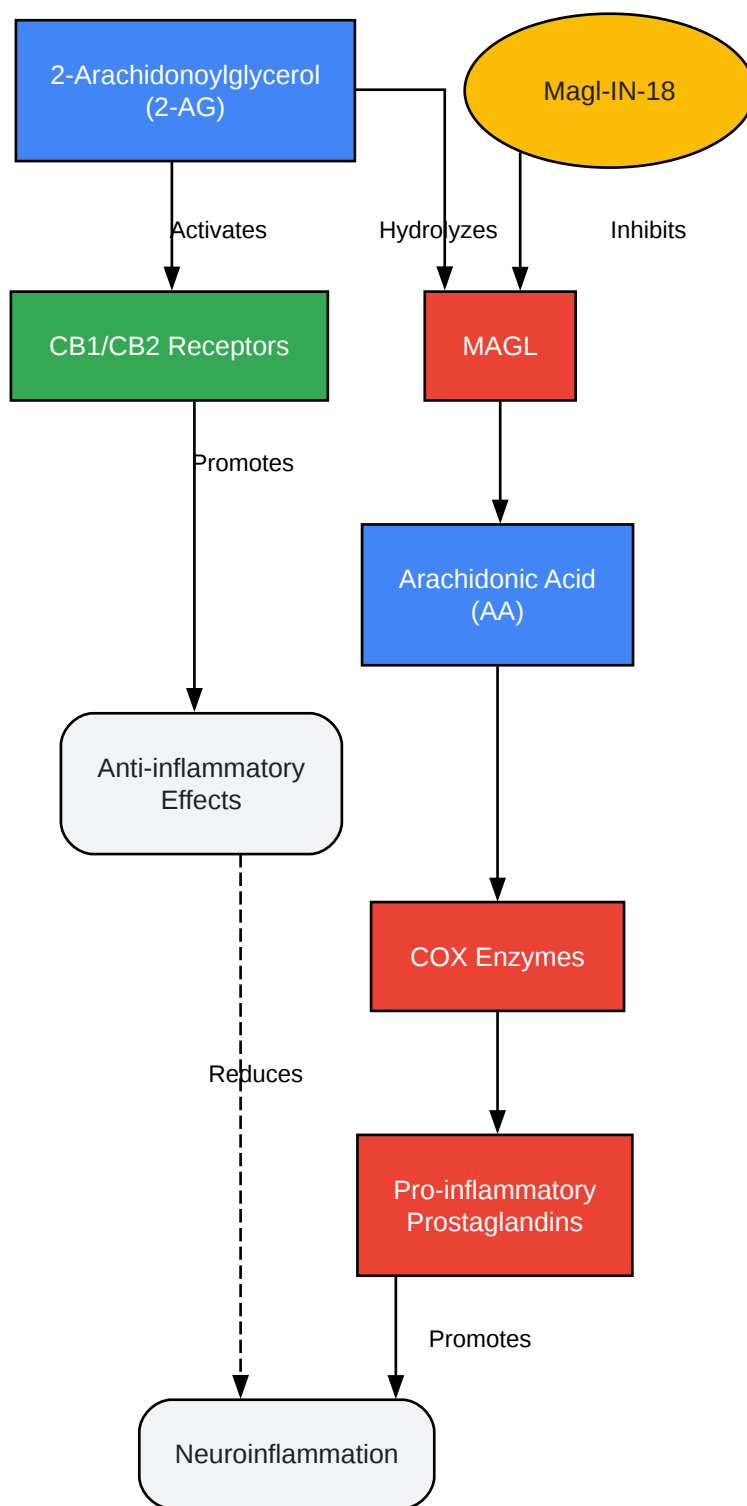 2-Arachidonoylglycerol
(2-AG)
Magl-IN-18
Activates
Hydrolyzes
Inhibits
CB1/CB2 Receptors
MAGL
Promotes
Arachidonic Acid
(AA)
Anti-inflammatory
Effects
COX Enzymes
Reduces
Pro-inflammatory
Prostaglandins
Promotes
Neuroinflammation